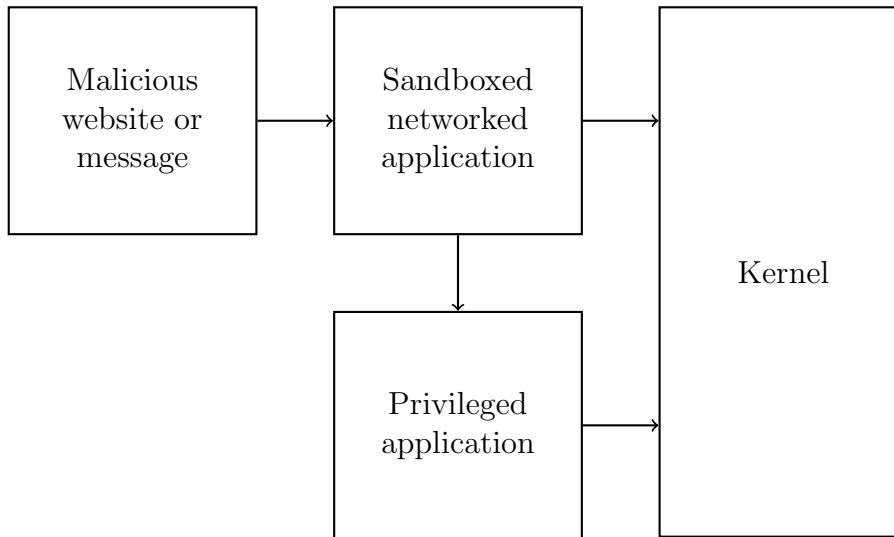 Malicious
website or
message
Sandboxed
networked
application
Kernel
Privileged
application